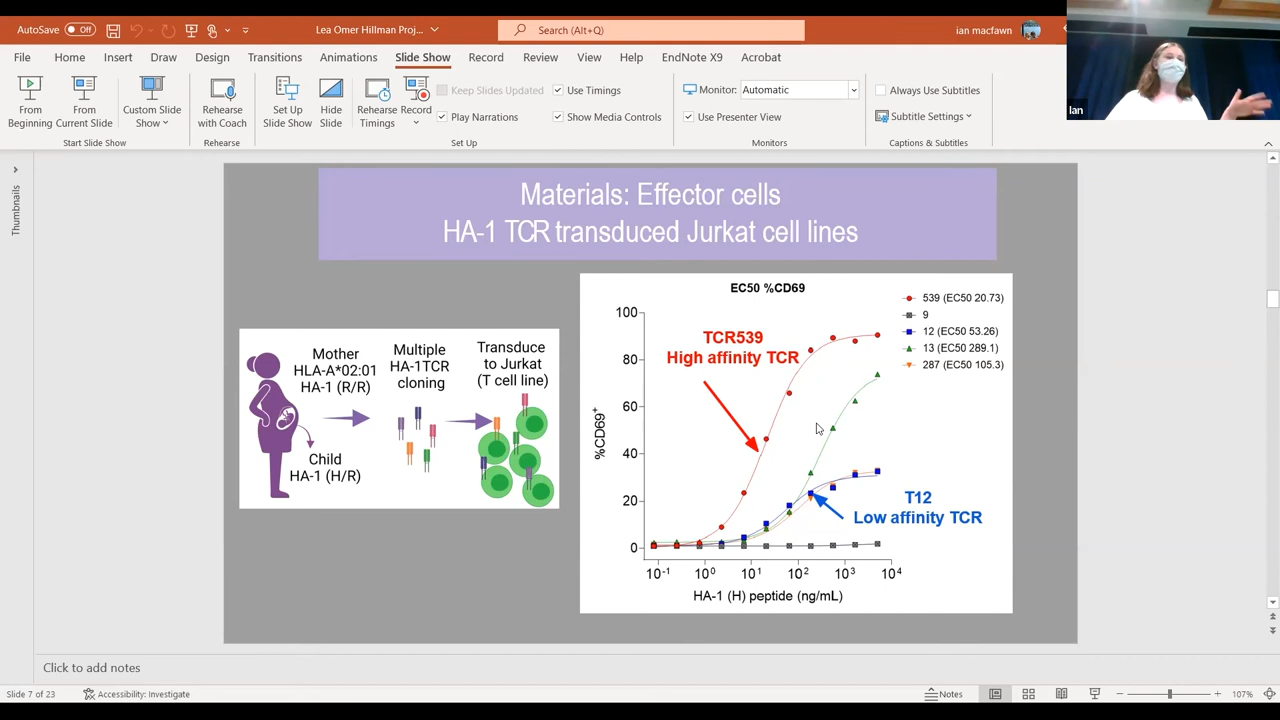 AutoSave Off
Lea Omer Hillman Proj...
Search (Alt+Q)
ian macfawn
File Home Insert Draw Design Transitions Animations Slide Show Record Review View Help EndNote X9 Acrobat
From Beginning
From Current Slide
Custom Slide Show
Start Slide Show
Rehearse with Coach
Rehearse
Set Up Slide Show
Hide Slide
Rehearse Timings
Record
Keep Slides Updated
Play Narrations
Use Timings
Show Media Controls
Set Up
Monitor: Automatic
Use Presenter View
Monitors
Always Use Subtitles
Subtitle Settings
Captions & Subtitles
Ian
Thumbnails
Materials: Effector cells
HA-1 TCR transduced Jurkat cell lines
Mother
HLA-A*02:01
HA-1 (R/R)
Child
HA-1 (H/R)
Multiple
HA-1TCR
cloning
Transduce
to Jurkat
(T cell line)
EC50 %CD69
%CD69+
100
80
60
40
20
0
TCR539
High affinity TCR
T12
Low affinity TCR
539 (EC50 20.73)
9
12 (EC50 53.26)
13 (EC50 289.1)
287 (EC50 105.3)
10-1 100 101 102 103 104
HA-1 (H) peptide (ng/mL)
Click to add notes
Slide 7 of 23
Accessibility: Investigate
Notes
107%